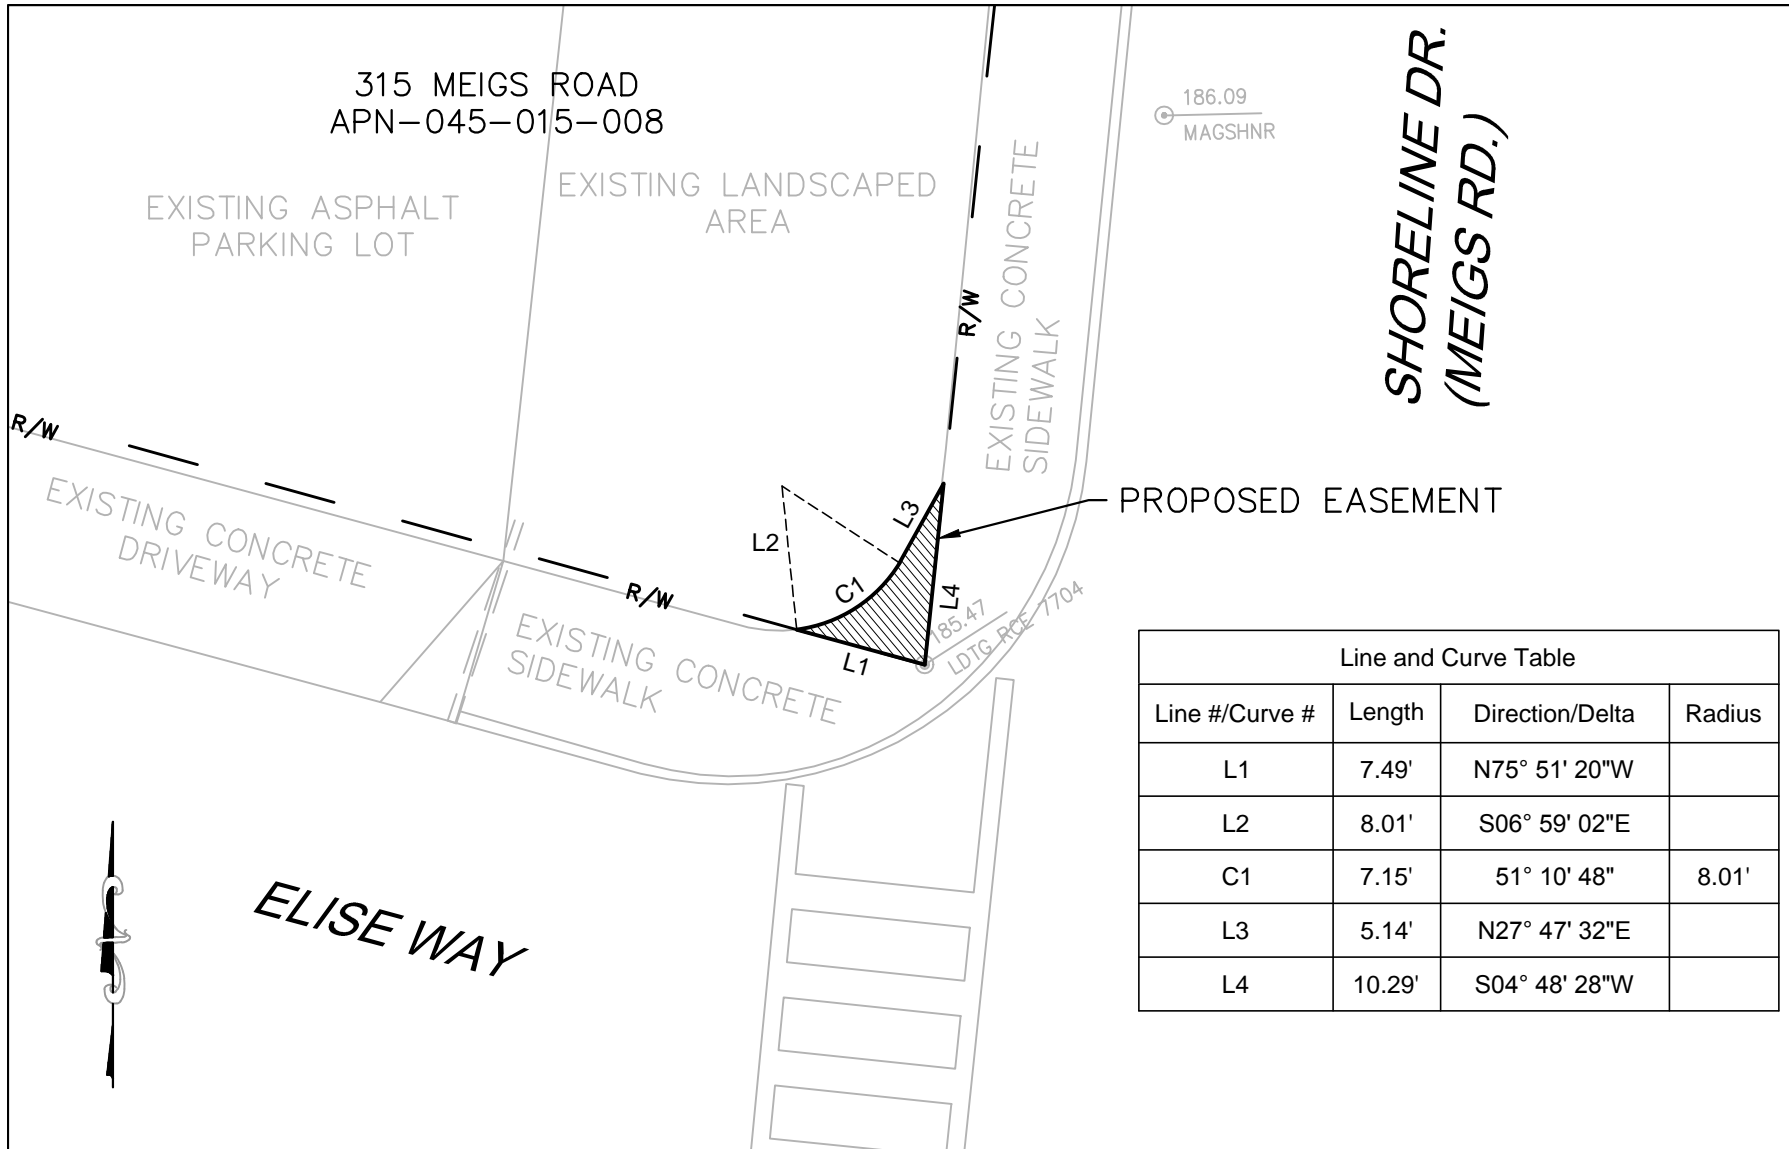 315 MEIGS ROAD
APN-045-015-008
EXISTING ASPHALT
PARKING LOT
EXISTING LANDSCAPED
AREA
186.09
MAGSHNR
SHORELINE DR.
(MEIGS RD.)
R/W
EXISTING CONCRETE
SIDEWALK
R/W
EXISTING CONCRETE
DRIVEWAY
R/W
EXISTING CONCRETE
SIDEWALK
L2
C1
L3
L4
L1
PROPOSED EASEMENT
185.47
LDTG RCE 7704
ELISE WAY
Line and Curve Table
Line #/Curve # Length Direction/Delta Radius
L1 7.49' N75° 51' 20"W
L2 8.01' S06° 59' 02"E
C1 7.15' 51° 10' 48" 8.01'
L3 5.14' N27° 47' 32"E
L4 10.29' S04° 48' 28"W